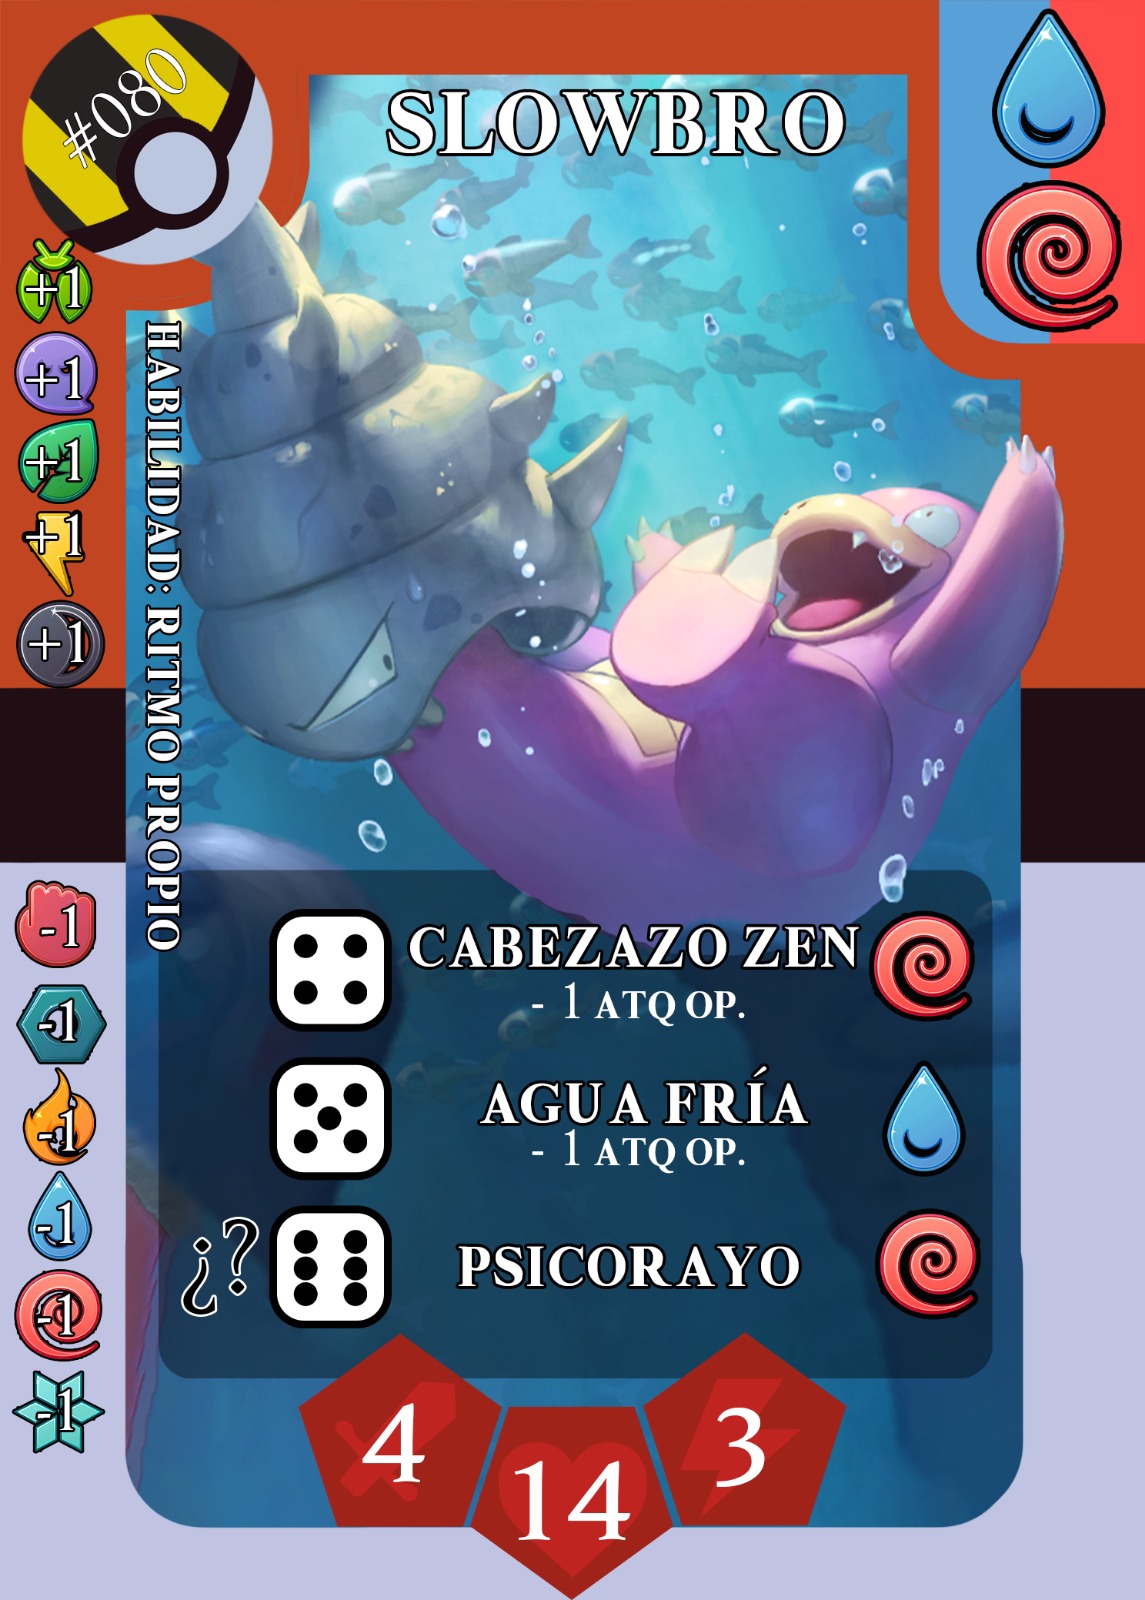 #080
SLOWBRO
+1
+1
+1
+1
+1
HABILIDAD: RITMO PROPIO
-1
-1
-1
-1
-1
-1
CABEZAZO ZEN
- 1 ATQ OP.
AGUA FRÍA
- 1 ATQ OP.
¿?
PSICORAYO
4
14
3